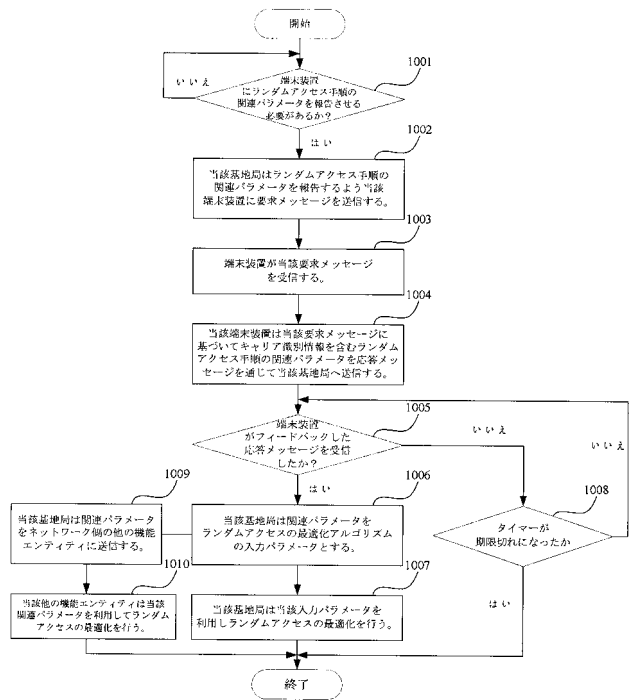 開始
1001
端末装置
にランダムアクセス手順の
関連パラメータを報告させる
必要があるか?
いいえ
はい
1002
当該基地局はランダムアクセス手順の
関連パラメータを報告するよう当該
端末装置に要求メッセージを送信する。
1003
端末装置が当該要求メッセージ
を受信する。
1004
当該端末装置は当該要求メッセージに
基づいてキャリア識別情報を含むランダム
アクセス手順の関連パラメータを応答メッ
セージを通じて当該基地局へ送信する。
1005
端末装置
がフィードバックした
応答メッセージを受信
したか?
いいえ
いいえ
はい
1006
当該基地局は関連パラメータを
ランダムアクセスの最適化アルゴリズム
の入力パラメータとする。
1008
タイマーが
期限切れになったか
はい
1009
当該基地局は関連パラメータ
をネットワーク側の他の機能
エンティティに送信する。
1007
当該基地局は当該入力パラメータを
利用しランダムアクセスの最適化を行う。
1010
当該他の機能エンティティは当該
関連パラメータを利用してランダム
アクセスの最適化を行う。
終了